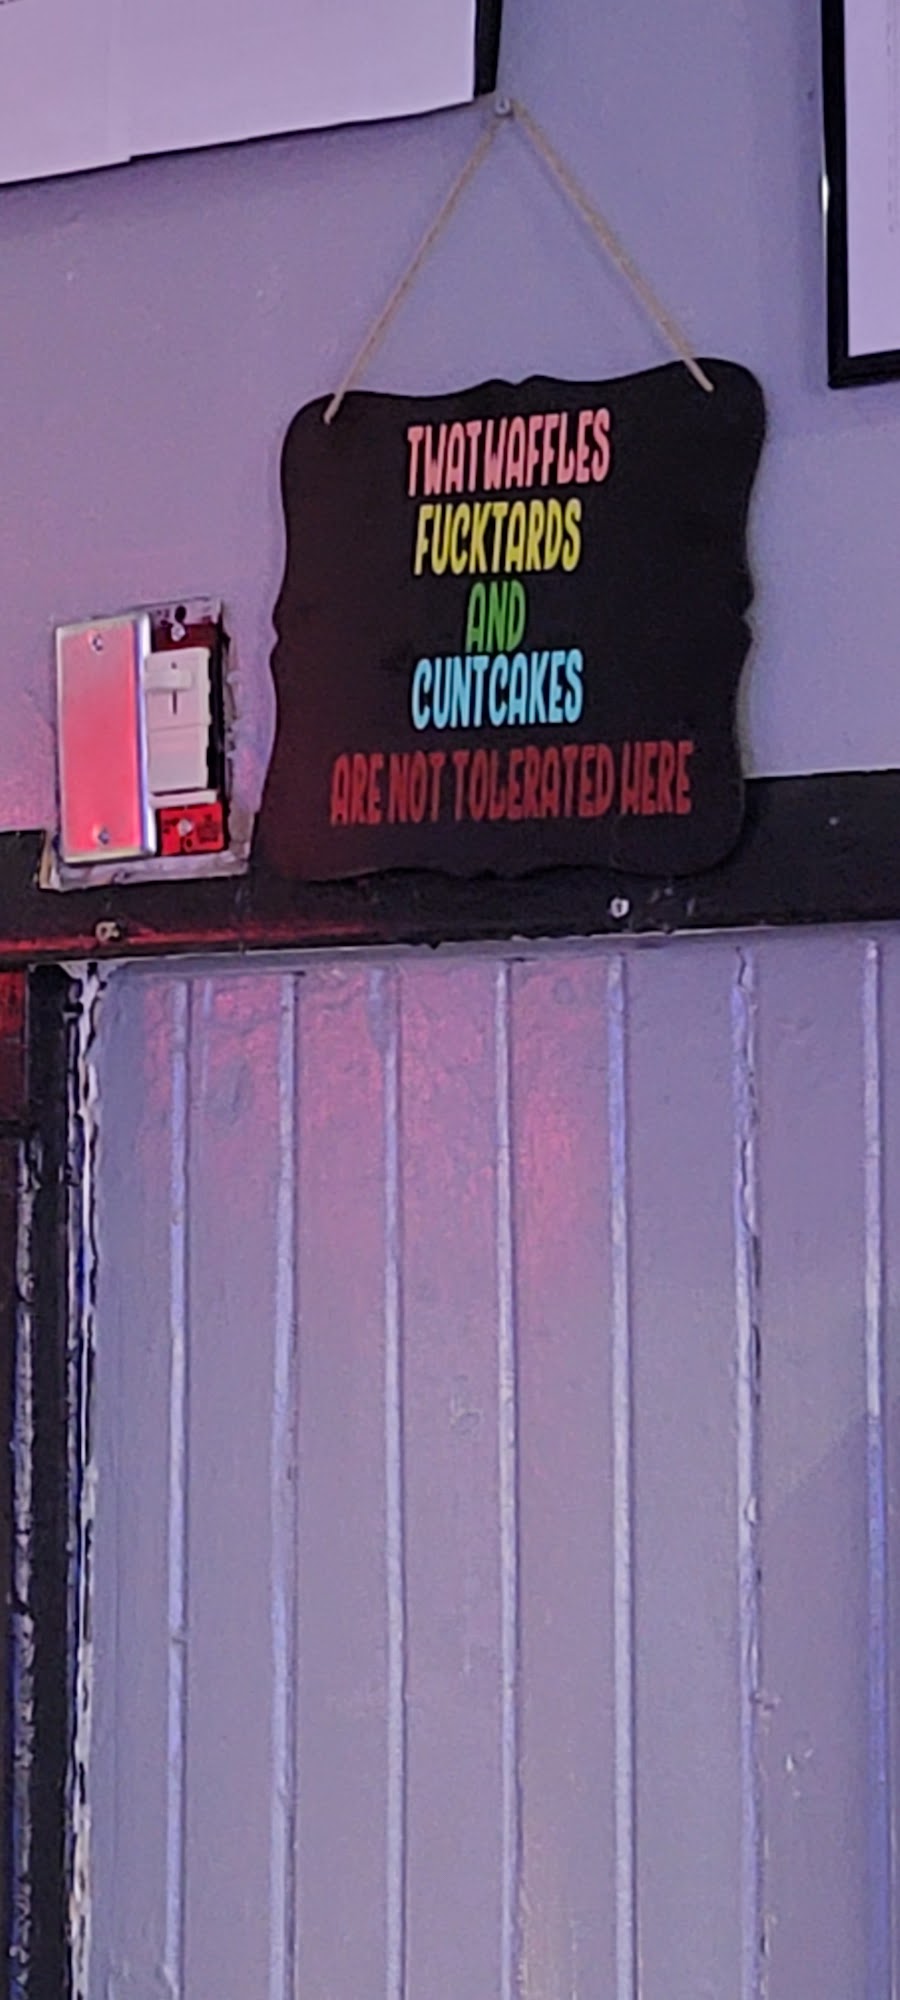 TWATWAFFLES
FUCKTARDS
AND
CUNTCAKES
ARE NOT TOLERATED HERE